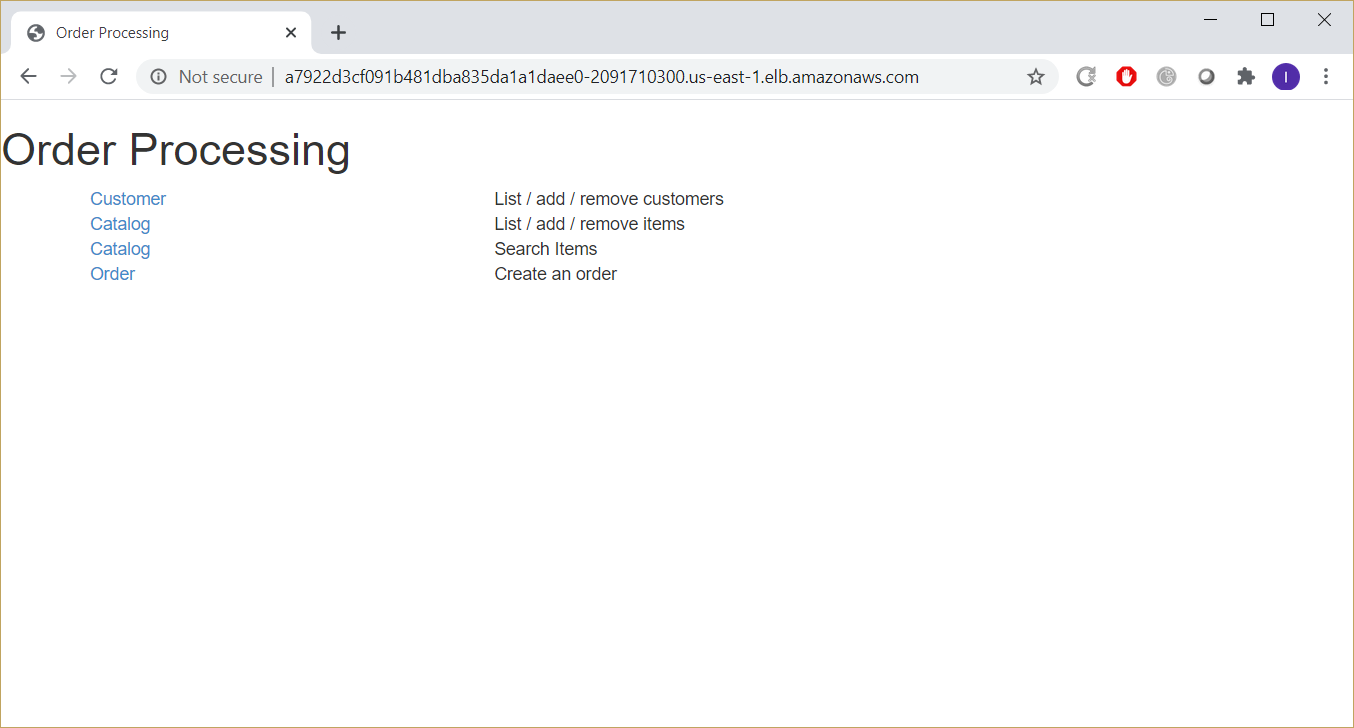 Order Processing
Not secure | a7922d3cf091b481dba835da1a1daee0-2091710300.us-east-1.elb.amazonaws.com I
Order Processing
Customer List / add / remove customers
Catalog List / add / remove items
Catalog Search Items
Order Create an order